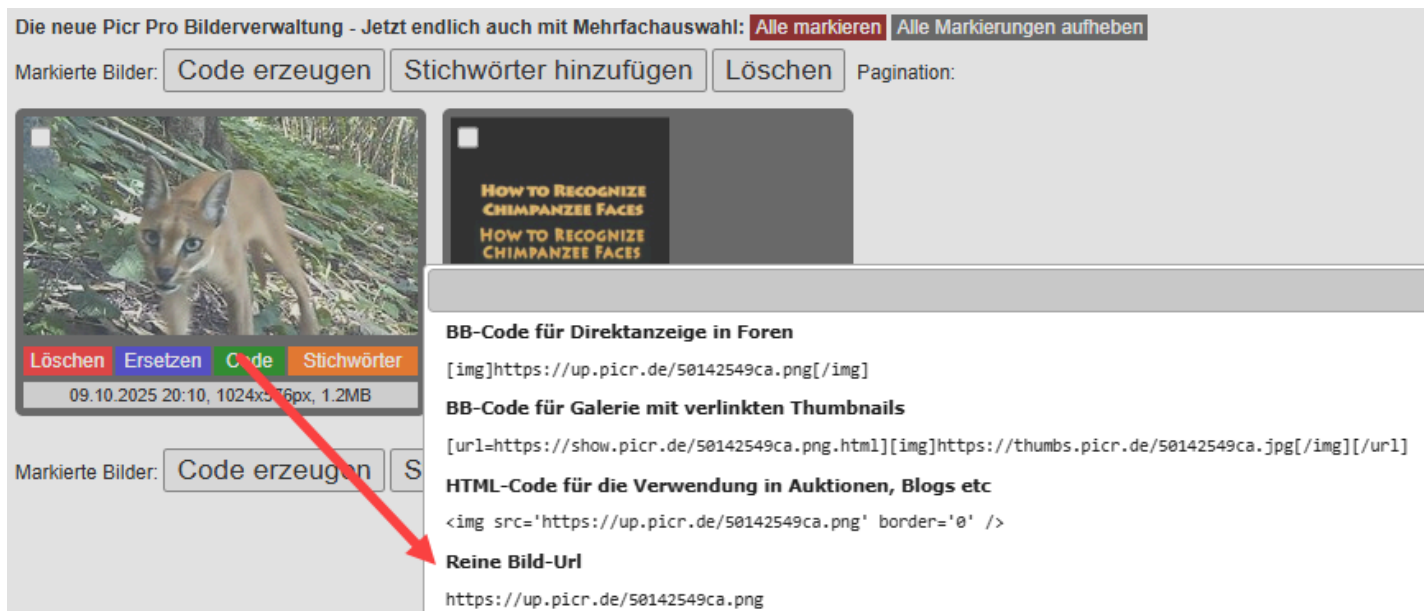 Die neue Picr Pro Bilderverwaltung - Jetzt endlich auch mit Mehrfachauswahl: Alle markieren Alle Markierungen aufheben
Markierte Bilder: Code erzeugen Stichwörter hinzufügen Löschen Pagination:
How to Recognize
Chimpanzee Faces
How to Recognize
Chimpanzee Faces
Löschen Ersetzen Code Stichwörter
09.10.2025 20:10, 1024x576px, 1.2MB
Markierte Bilder: Code erzeugen S
BB-Code für Direktanzeige in Foren
[img]https://up.picr.de/50142549ca.png[/img]
BB-Code für Galerie mit verlinkten Thumbnails
[url=https://show.picr.de/50142549ca.png.html][img]https://thumbs.picr.de/50142549ca.jpg[/img][/url]
HTML-Code für die Verwendung in Auktionen, Blogs etc
<img src='https://up.picr.de/50142549ca.png' border='0' />
Reine Bild-Url
https://up.picr.de/50142549ca.png